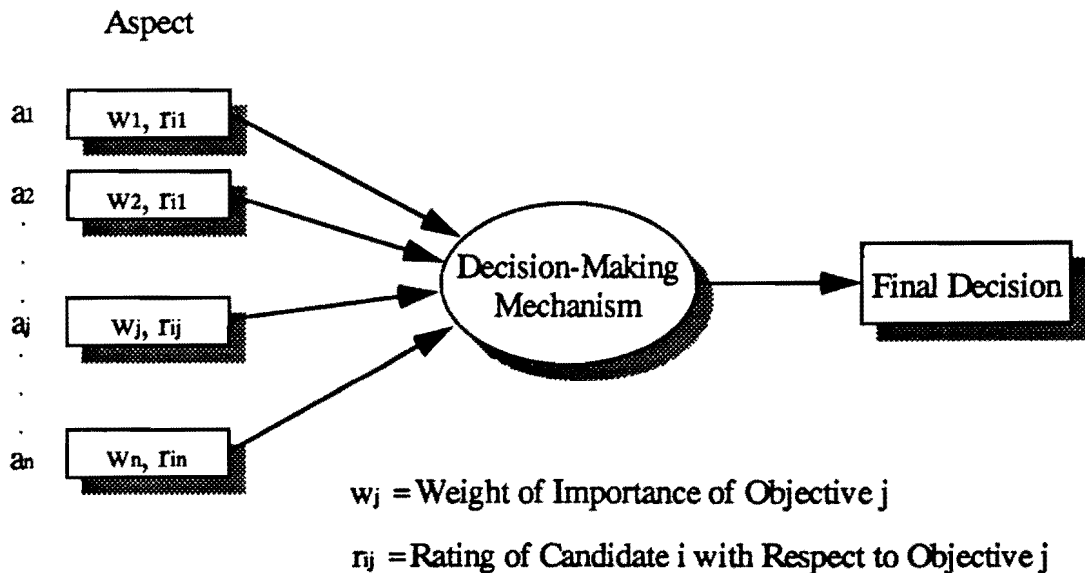 Aspect
a1 w1, ri1
a2 w2, ri1
.
.
aj wj, rij
.
.
an wn, rin
Decision-Making
Mechanism
Final Decision
wj = Weight of Importance of Objective j
rij = Rating of Candidate i with Respect to Objective j